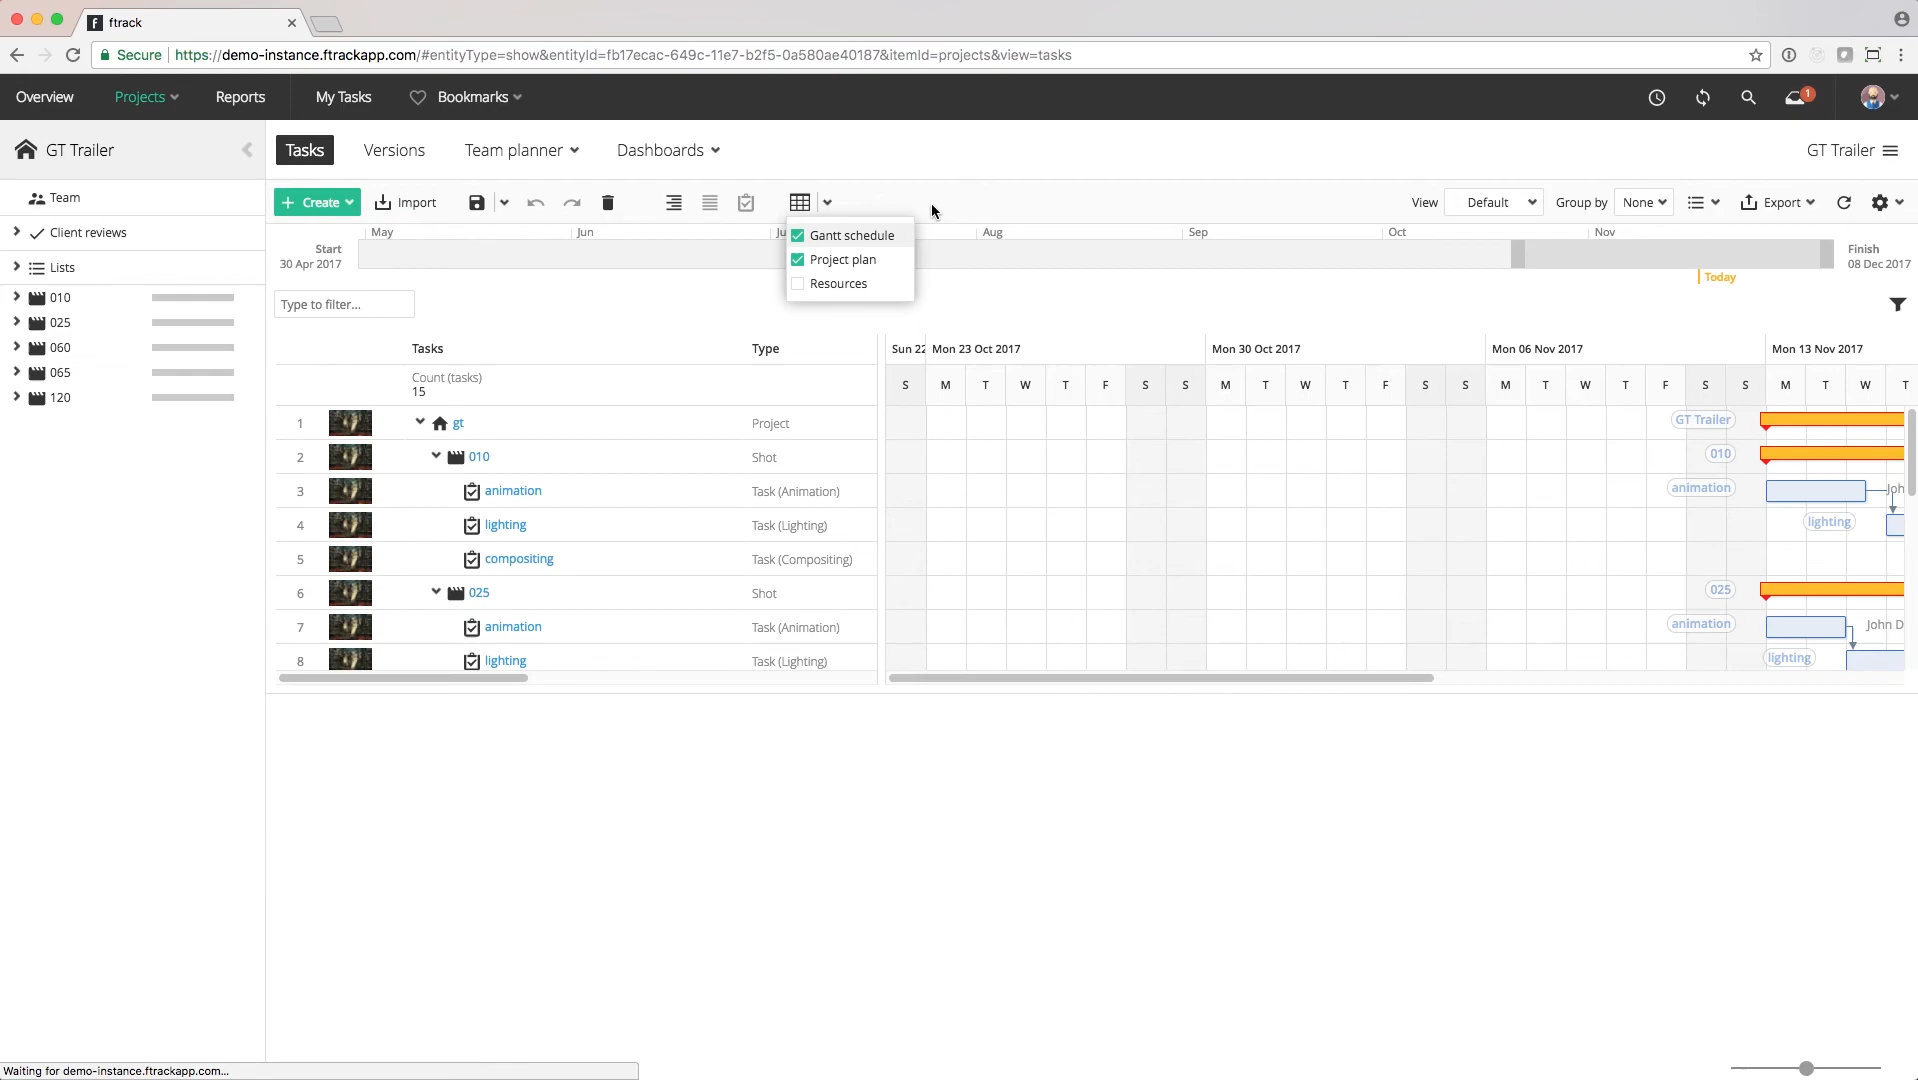 ftrack
Secure https://demo-instance.ftrackapp.com/#entityType=show&entityId=fb17ecac-649c-11e7-b2f5-0a580ae40187&itemId=projects&view=tasks
Overview Projects Reports My Tasks Bookmarks 1
GT Trailer Tasks Versions Team planner Dashboards GT Trailer
Team
Client reviews
Lists
010
025
060
065
120
+ Create Import View Default Group by None Export
Gantt schedule
Project plan
Resources
May Jun Ju Aug Sep Oct Nov
Start
30 Apr 2017
Finish
08 Dec 2017
Today
Type to filter...
Tasks Type Sun 22 Mon 23 Oct 2017 Mon 30 Oct 2017 Mon 06 Nov 2017 Mon 13 Nov 2017
Count (tasks)
15
S M T W T F S S M T W T F S S M T W T F S S M T W T
1 gt Project GT Trailer
2 010 Shot 010
3 animation Task (Animation) animation Joh
4 lighting Task (Lighting) lighting
5 compositing Task (Compositing)
6 025 Shot 025
7 animation Task (Animation) animation John D
8 lighting Task (Lighting) lighting
Waiting for demo-instance.ftrackapp.com...